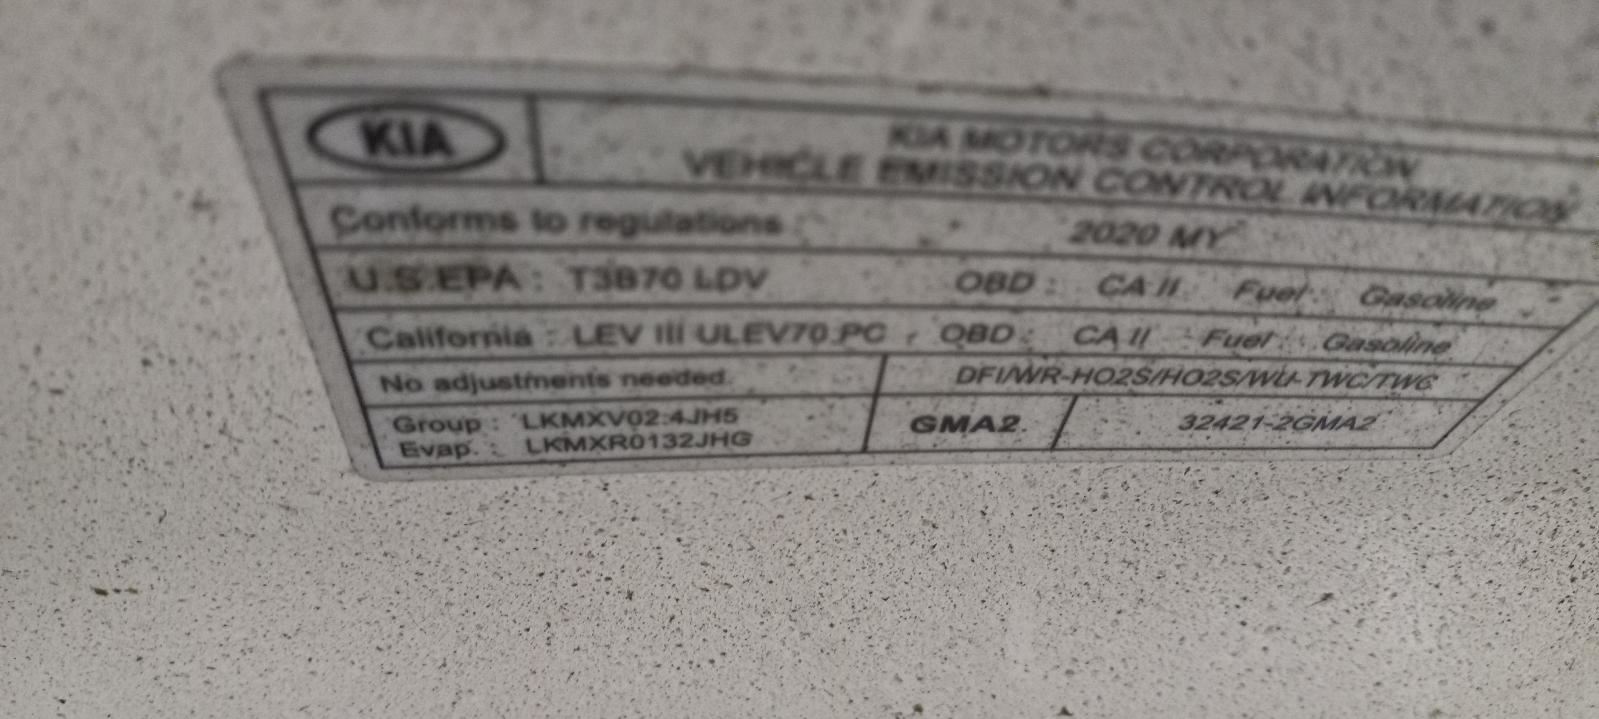 KIA
KIA MOTORS CORPORATION
VEHICLE EMISSION CONTROL INFORMATION
Conforms to regulations : 2020 MY
U.S.EPA : T3B70 LDV OBD : CA II Fuel : Gasoline
California : LEV III ULEV70 PC , OBD : CA II Fuel : Gasoline
No adjustments needed. DFI/WR-HO2S/HO2S/WU-TWC/TWC
Group : LKMXV02.4JH5
Evap. : LKMXR0132JHG
GMA2
32421-2GMA2